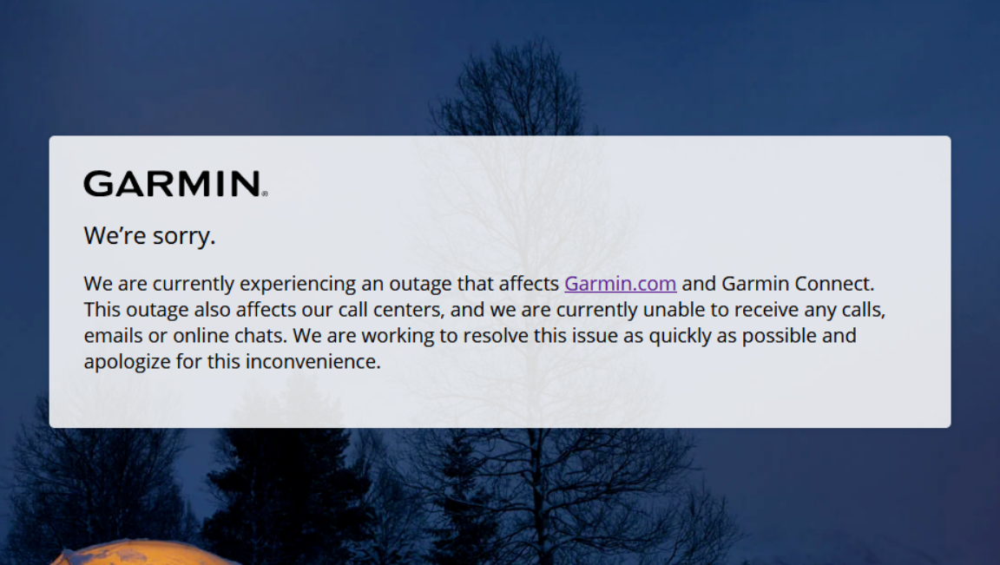 GARMIN®
We’re sorry.
We are currently experiencing an outage that affects Garmin.com and Garmin Connect.
This outage also affects our call centers, and we are currently unable to receive any calls,
emails or online chats. We are working to resolve this issue as quickly as possible and
apologize for this inconvenience.